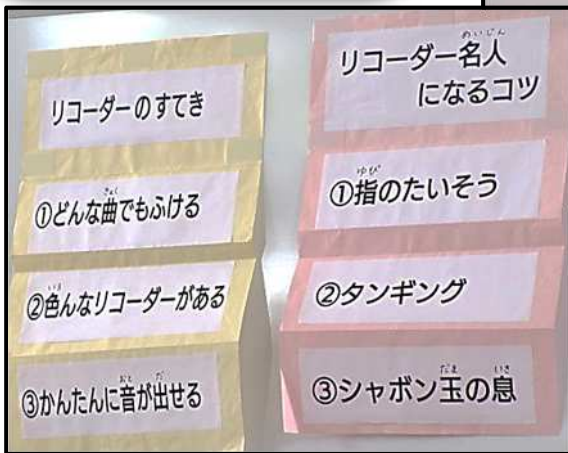 リコーダーのすてき
①どんな曲でもふける
②色んなリコーダーがある
③かんたんに音が出せる
リコーダー名人
になるコツ
①指のたいそう
②タンギング
③シャボン玉の息